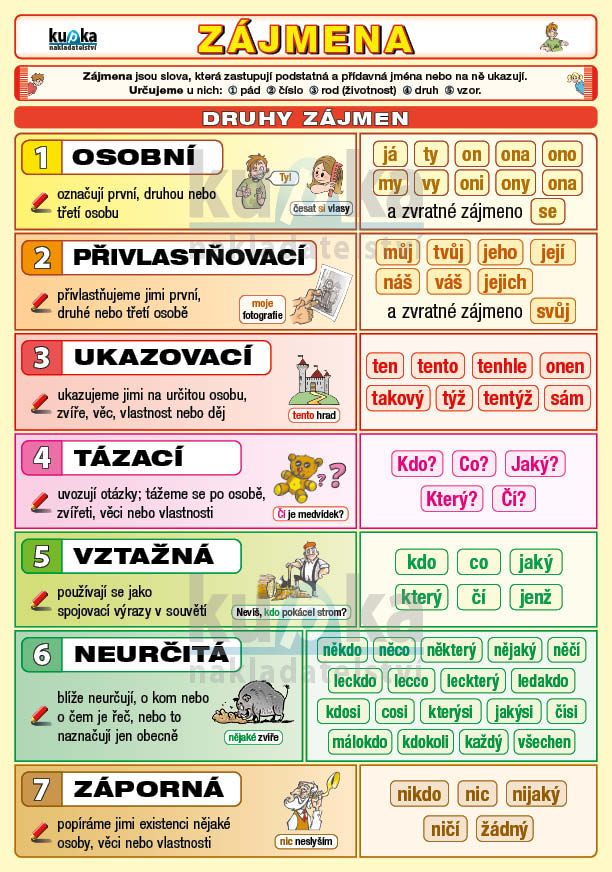 kupka
nakladatelství
ZÁJMENA
Zájmena jsou slova, která zastupují podstatná a přídavná jména nebo na ně ukazují.
Určujeme u nich: ① pád ② číslo ③ rod (životnost) ④ druh ⑤ vzor.
DRUHY ZÁJMEN
1 OSOBNÍ
označují první, druhou nebo
třetí osobu
Ty!
česat si vlasy
já ty on ona ono
my vy oni ony ona
a zvratné zájmeno se
2 PŘIVLASTŇOVACÍ
přivlastňujeme jimi první,
druhé nebo třetí osobě
moje
fotografie
můj tvůj jeho její
náš váš jejich
a zvratné zájmeno svůj
3 UKAZOVACÍ
ukazujeme jimi na určitou osobu,
zvíře, věc, vlastnost nebo děj
tento hrad
ten tento tenhle onen
takový týž tentýž sám
4 TÁZACÍ
uvozují otázky; tážeme se po osobě,
zvířeti, věci nebo vlastnosti
??
Čí je medvídek?
Kdo? Co? Jaký?
Který? Čí?
5 VZTAŽNÁ
používají se jako
spojovací výrazy v souvětí
Nevíš, kdo pokácel strom?
kdo co jaký
který čí jenž
6 NEURČITÁ
blíže neurčují, o kom nebo
o čem je řeč, nebo to
naznačují jen obecně
nějaké zvíře
někdo něco některý nějaký něčí
leckdo lecco leckterý ledakdo
kdosi cosi kterýsi jakýsi čísi
málokdo kdokoli každý všechen
7 ZÁPORNÁ
popíráme jimi existenci nějaké
osoby, věci nebo vlastnosti
nic neslyším
nikdo nic nijaký
ničí žádný
kupka
nakladatelství
kupka
nakladatelství